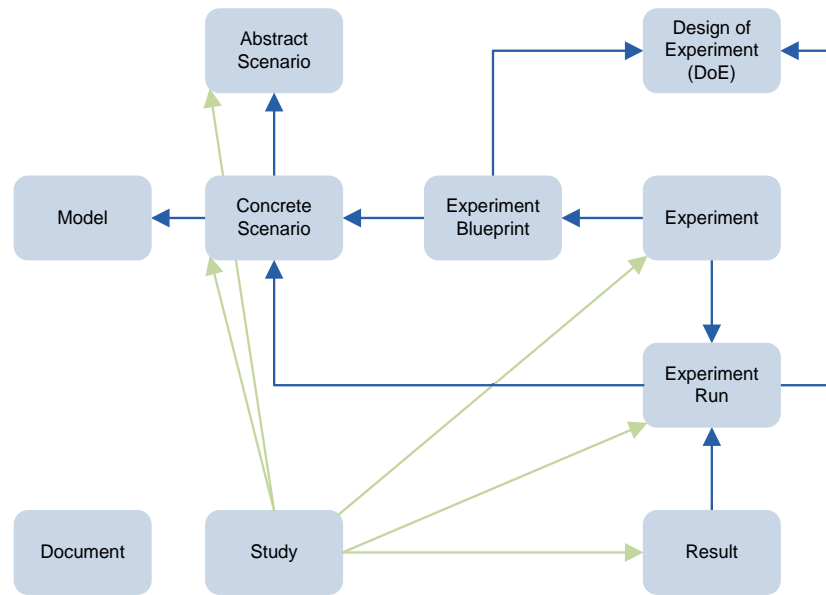 Abstract
Scenario
Design of
Experiment
(DoE)
Model
Concrete
Scenario
Experiment
Blueprint
Experiment
Experiment
Run
Document
Study
Result